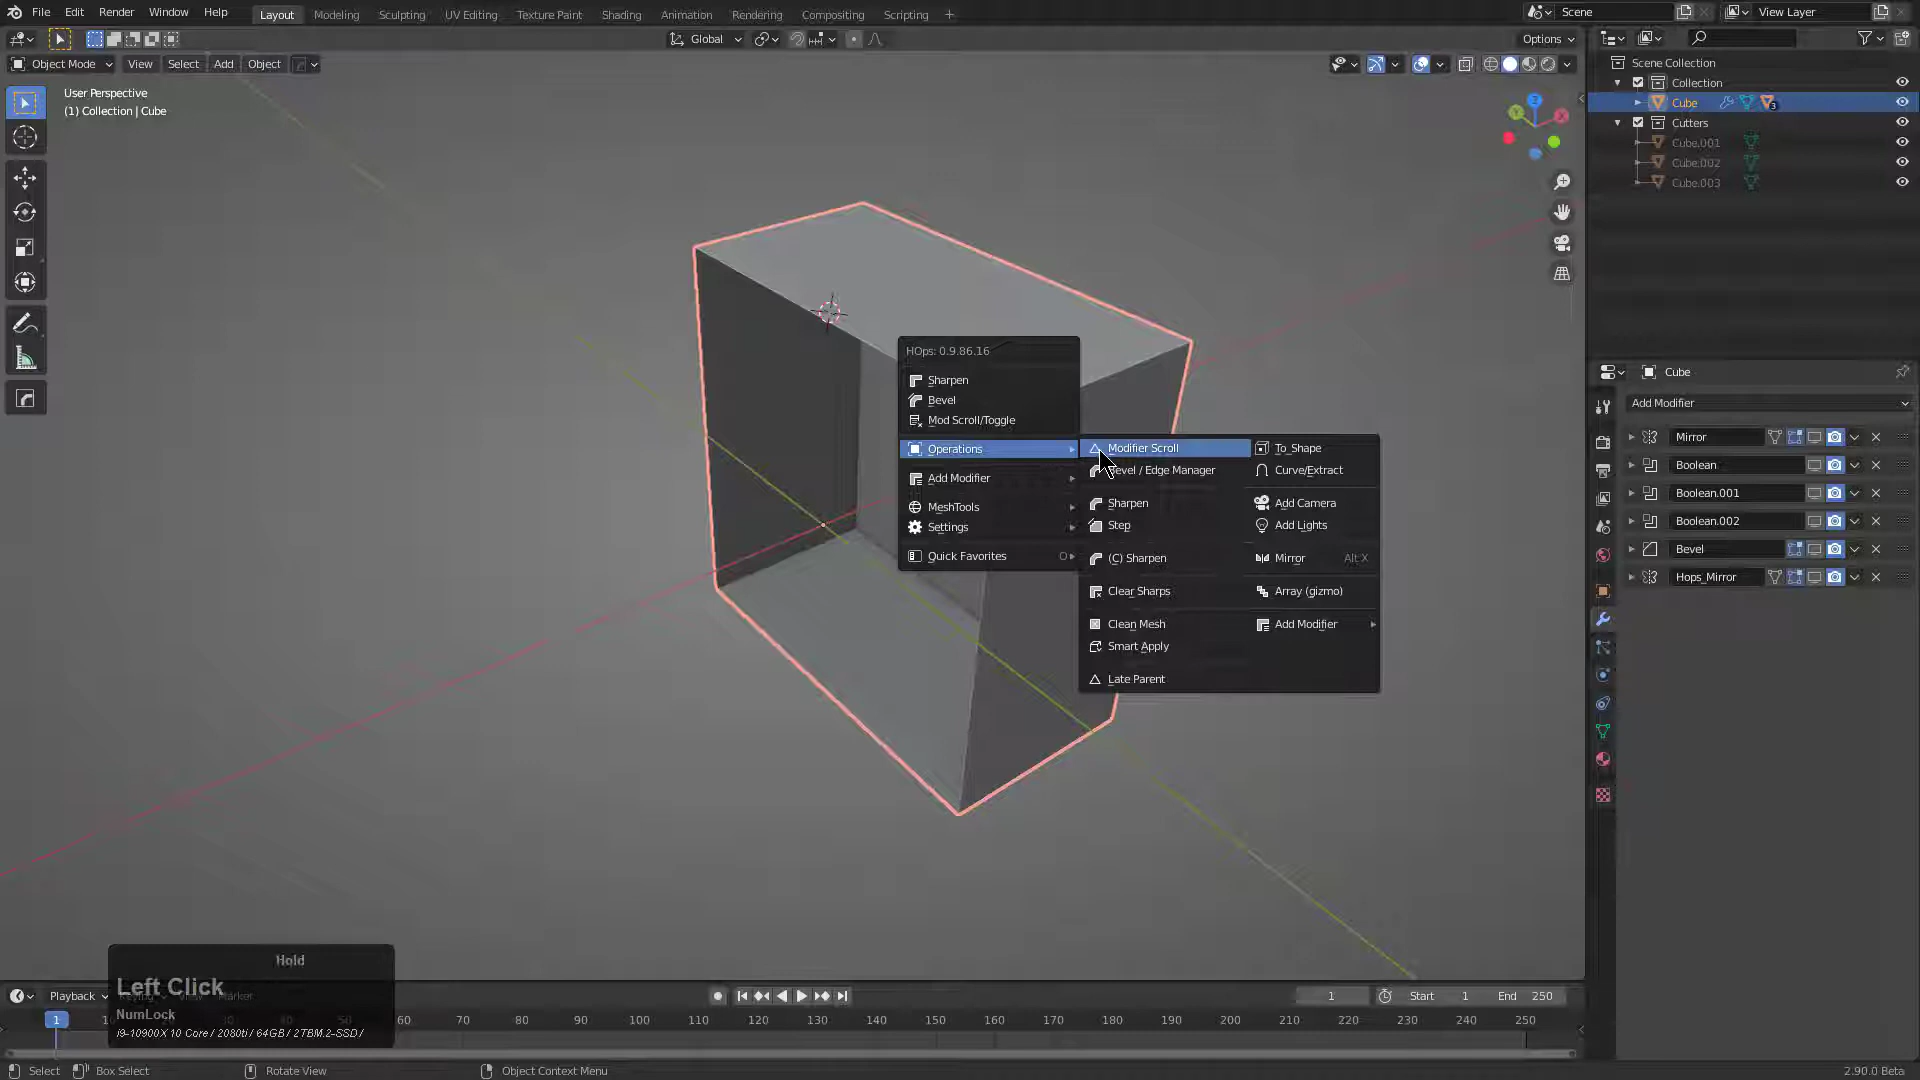 File Edit Render Window Help Layout Modeling Sculpting UV Editing Texture Paint Shading Animation Rendering Compositing Scripting + Scene View Layer
Global Options
Object Mode View Select Add Object
User Perspective
(1) Collection | Cube
Scene Collection
Collection
Cube 3
Cutters
Cube.001
Cube.002
Cube.003
HOps: 0.9.86.16
Sharpen
Bevel
Mod Scroll/Toggle
Operations
Add Modifier
MeshTools
Settings
Quick Favorites O
Modifier Scroll
Bevel / Edge Manager
Sharpen
Step
(C) Sharpen
Clear Sharps
Clean Mesh
Smart Apply
Late Parent
To_Shape
Curve/Extract
Add Camera
Add Lights
Mirror Alt X
Array (gizmo)
Add Modifier
Cube
Add Modifier
Mirror
Boolean
Boolean.001
Boolean.002
Bevel
Hops_Mirror
Hold
Left Click
NumLock
i9-10900X 10 Core / 2080ti / 64GB / 2TBM.2-SSD /
Playback Marker 1 Start 1 End 250
1 60 70 80 90 100 110 120 130 140 150 160 170 180 190 200 210 220 230 240 250
Select Box Select Rotate View Object Context Menu 2.90.0 Beta